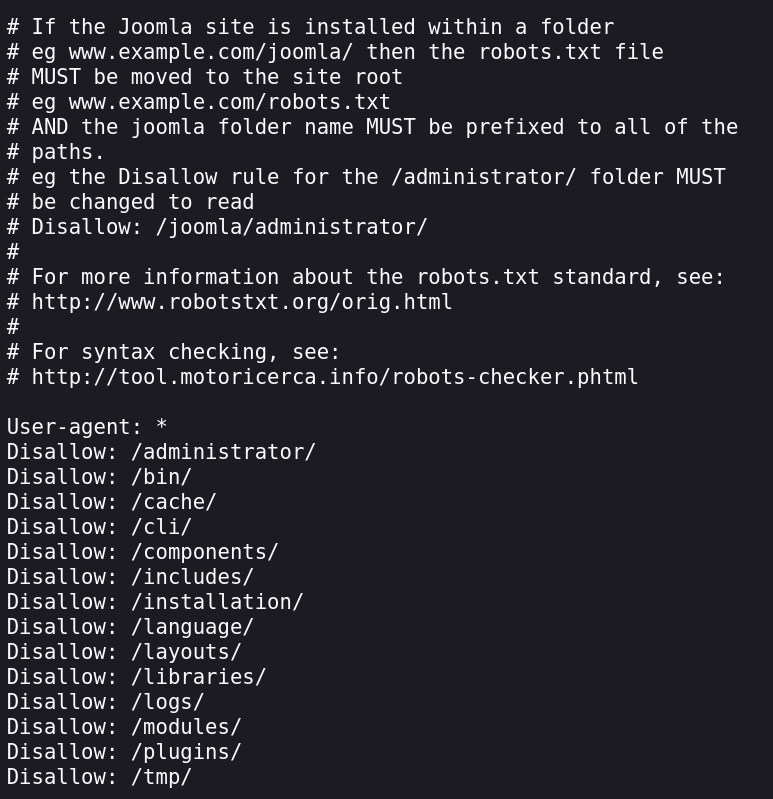 # If the Joomla site is installed within a folder
# eg www.example.com/joomla/ then the robots.txt file
# MUST be moved to the site root
# eg www.example.com/robots.txt
# AND the joomla folder name MUST be prefixed to all of the
# paths.
# eg the Disallow rule for the /administrator/ folder MUST
# be changed to read
# Disallow: /joomla/administrator/
#
# For more information about the robots.txt standard, see:
# http://www.robotstxt.org/orig.html
#
# For syntax checking, see:
# http://tool.motoricerca.info/robots-checker.phtml

User-agent: *
Disallow: /administrator/
Disallow: /bin/
Disallow: /cache/
Disallow: /cli/
Disallow: /components/
Disallow: /includes/
Disallow: /installation/
Disallow: /language/
Disallow: /layouts/
Disallow: /libraries/
Disallow: /logs/
Disallow: /modules/
Disallow: /plugins/
Disallow: /tmp/